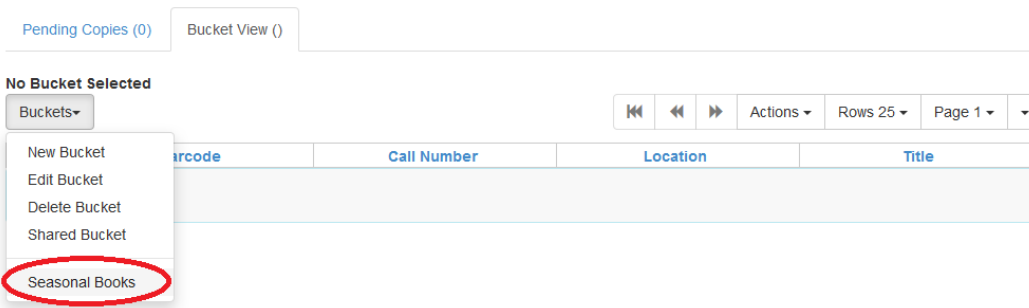 Pending Copies (0) Bucket View ()
No Bucket Selected
Buckets Actions Rows 25 Page 1
New Bucket
arcode Call Number Location Title
Edit Bucket
Delete Bucket
Shared Bucket
Seasonal Books